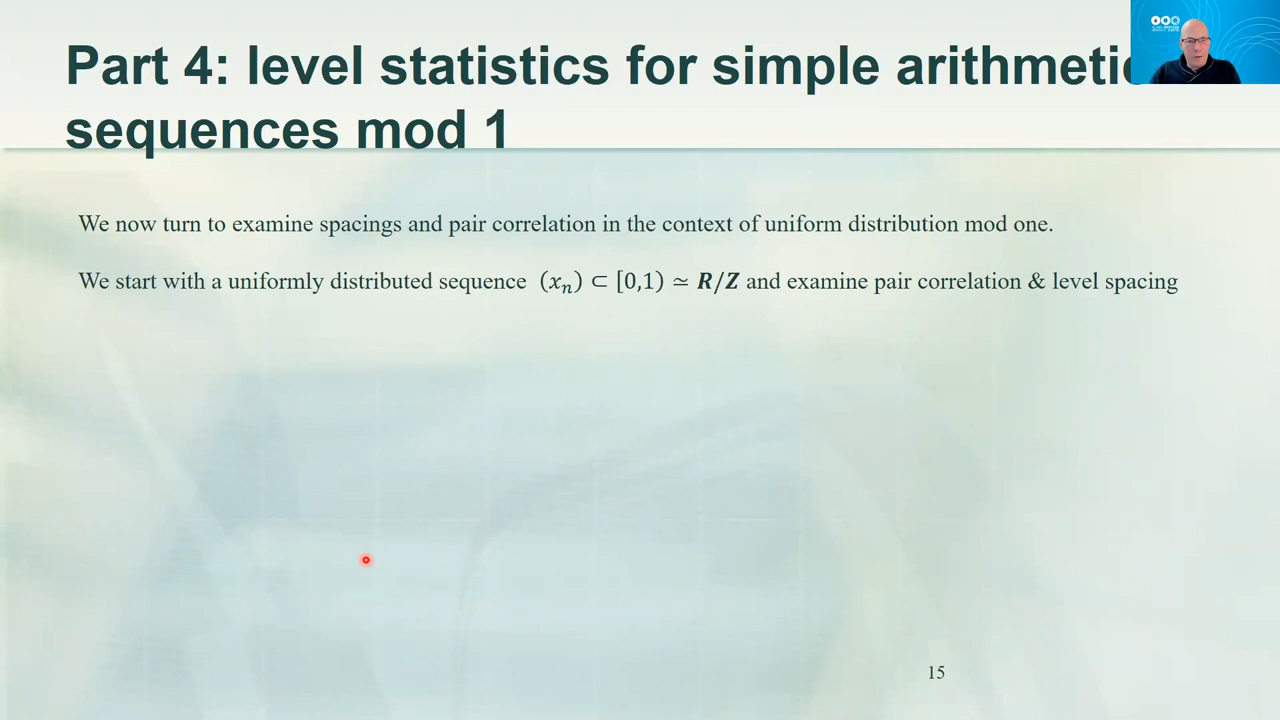 Part 4: level statistics for simple arithmetic
sequences mod 1
We now turn to examine spacings and pair correlation in the context of uniform distribution mod one.
We start with a uniformly distributed sequence (xₙ) ⊂ [0,1) ≃ R/Z and examine pair correlation & level spacing
15